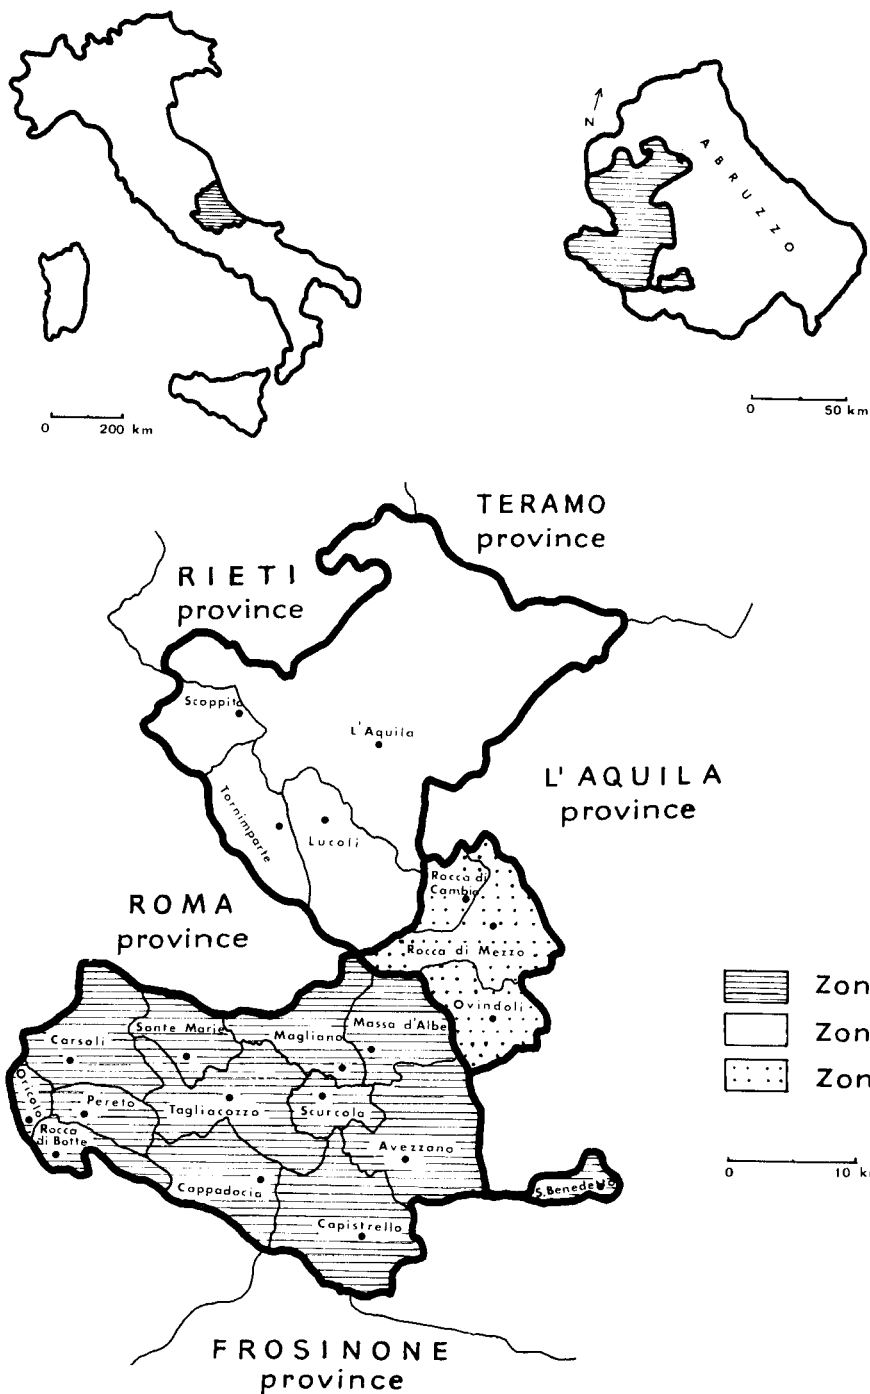 N
ABRUZZO
0 200 km
0 50 km
TERAMO
province
RIETI
province
Scoppito
L'Aquila
L'AQUILA
province
Tornimparte
Lucoli
Rocca di
Cambio
ROMA
province
Rocca di Mezzo
Ovindoli
Massa d'Albe
Sante Marie
Magliano
Carsoli
Oricola
Pereto
Tagliacozzo
Scurcola
Rocca
di Botte
Avezzano
Cappadocia
S.Benedetto
Capistrello
Zon
Zon
Zon
0 10 k
FROSINONE
province